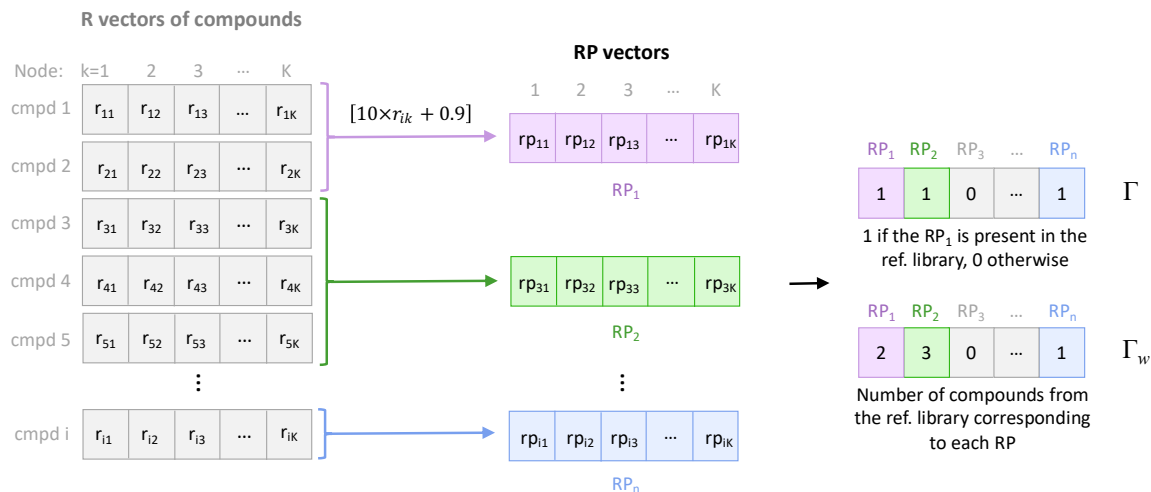 R vectors of compounds
Node: k=1 2 3 ... K
cmpd 1 r₁₁ r₁₂ r₁₃ ... r₁K
cmpd 2 r₂₁ r₂₂ r₂₃ ... r₂K
cmpd 3 r₃₁ r₃₂ r₃₃ ... r₃K
cmpd 4 r₄₁ r₄₂ r₄₃ ... r₄K
cmpd 5 r₅₁ r₅₂ r₅₃ ... r₅K
⋮
cmpd i rᵢ₁ rᵢ₂ rᵢ₃ ... rᵢK
[10×rᵢₖ + 0.9]
RP vectors
1 2 3 ... K
rp₁₁ rp₁₂ rp₁₃ ... rp₁K
RP₁
rp₃₁ rp₃₂ rp₃₃ ... rp₃K
RP₂
⋮
rpᵢ₁ rpᵢ₂ rpᵢ₃ ... rpᵢK
RPₙ
RP₁ RP₂ RP₃ ... RPₙ
1 1 0 ... 1 Γ
1 if the RP₁ is present in the
ref. library, 0 otherwise
RP₁ RP₂ RP₃ ... RPₙ
2 3 0 ... 1 Γ_w
Number of compounds from
the ref. library corresponding
to each RP